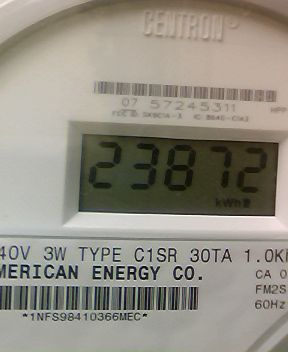 CENTRON
07 57245311
23872
kWh
40V 3W TYPE C1SR 30TA 1.0K
MERICAN ENERGY CO.
CA 0
FM2S
60Hz
*1NFS98410366MEC*